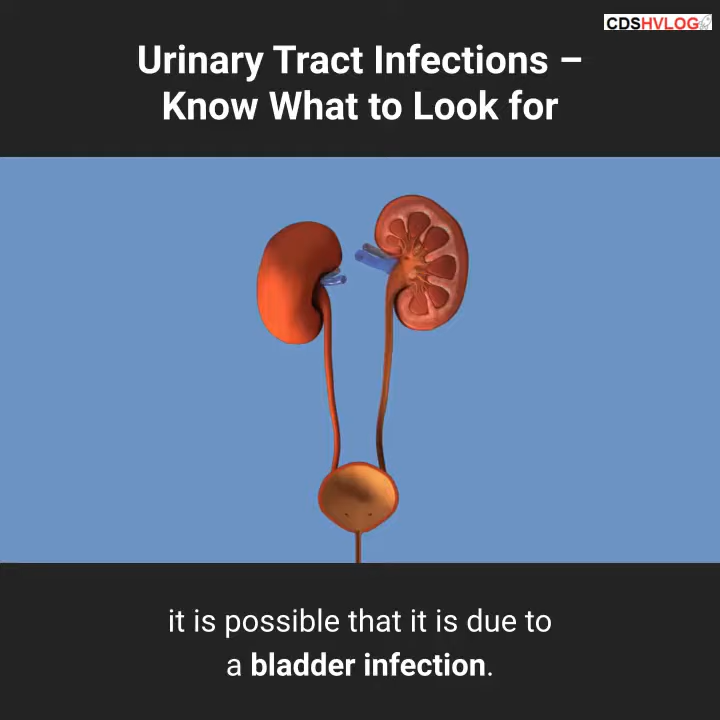 CDSHVLOG
Urinary Tract Infections –
Know What to Look for
it is possible that it is due to
a bladder infection.